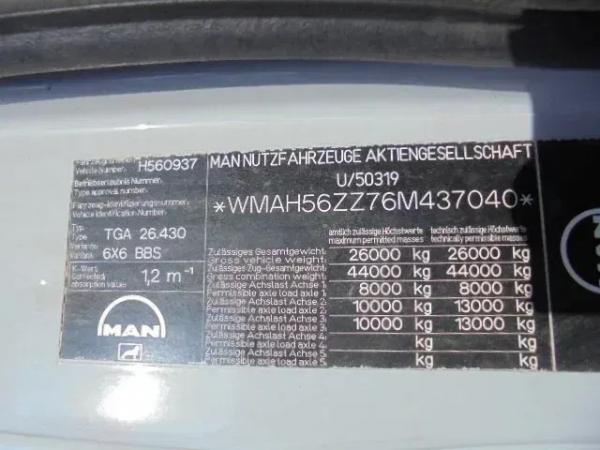 Fahrzeug-Nummer
Vehicle Number H560937
MAN NUTZFAHRZEUGE AKTIENGESELLSCHAFT
Betriebserlaubnis Nummer
Type approval number
U/50319
Fahrzeug-Identifizierungsnummer
Vehicle Identification Number
*WMAH56ZZ76M437040*
Typ
Type TGA 26.430
Variante
Variant 6X6 BBS
K-Wert
Corrected absorption value 1,2 m⁻¹
MAN
amtlich zulässige Höchstwerte
maximum permitted masses
technisch zulässige Höchstwerte
technically permissible masses
Zulässiges Gesamtgewicht
Gross vehicle weight 26000 kg 26000 kg
Zulässiges Zug-Gesamtgewicht
Gross combination weight 44000 kg 44000 kg
Zulässige Achslast Achse 1
Permissible axle load axle 1 8000 kg 8000 kg
Zulässige Achslast Achse 2
Permissible axle load axle 2 10000 kg 13000 kg
Zulässige Achslast Achse 3
Permissible axle load axle 3 10000 kg 13000 kg
Zulässige Achslast Achse 4
Permissible axle load axle 4 kg kg
Zulässige Achslast Achse 5
Permissible axle load axle 5 kg kg